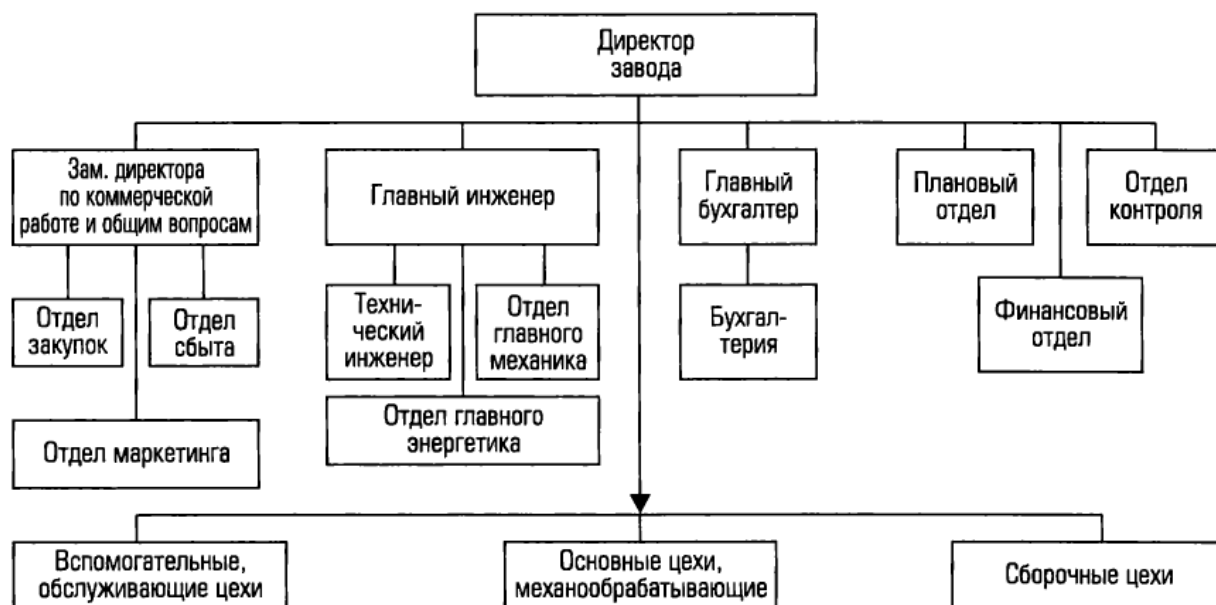 Директор
завода
Зам. директора
по коммерческой
работе и общим вопросам
Главный инженер
Главный
бухгалтер
Плановый
отдел
Отдел
контроля
Отдел
закупок
Отдел
сбыта
Техни-
ческий
инженер
Отдел
главного
механика
Бухгал-
терия
Финансовый
отдел
Отдел маркетинга
Отдел главного
энергетика
Вспомогательные,
обслуживающие цехи
Основные цехи,
механообрабатывающие
Сборочные цехи